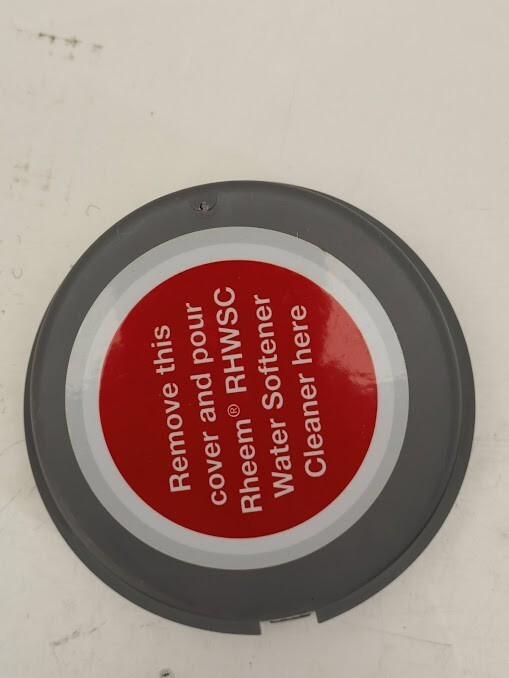 Remove this
cover and pour
Rheem® RHWSC
Water Softener
Cleaner here